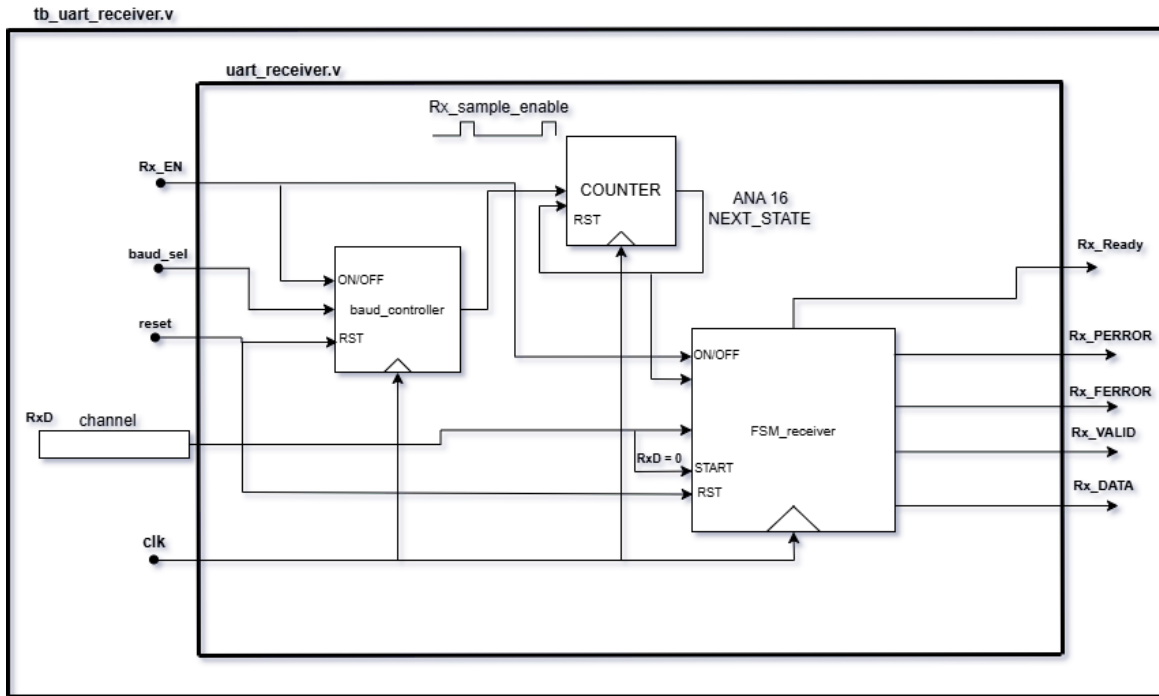 tb_uart_receiver.v
uart_receiver.v
Rx_sample_enable
Rx_EN
COUNTER
RST
ANA 16
NEXT_STATE
baud_sel
Rx_Ready
ON/OFF
baud_controller
reset
RST
Rx_PERROR
ON/OFF
Rx_FERROR
RxD
channel
FSM_receiver
Rx_VALID
RxD = 0
START
Rx_DATA
RST
clk